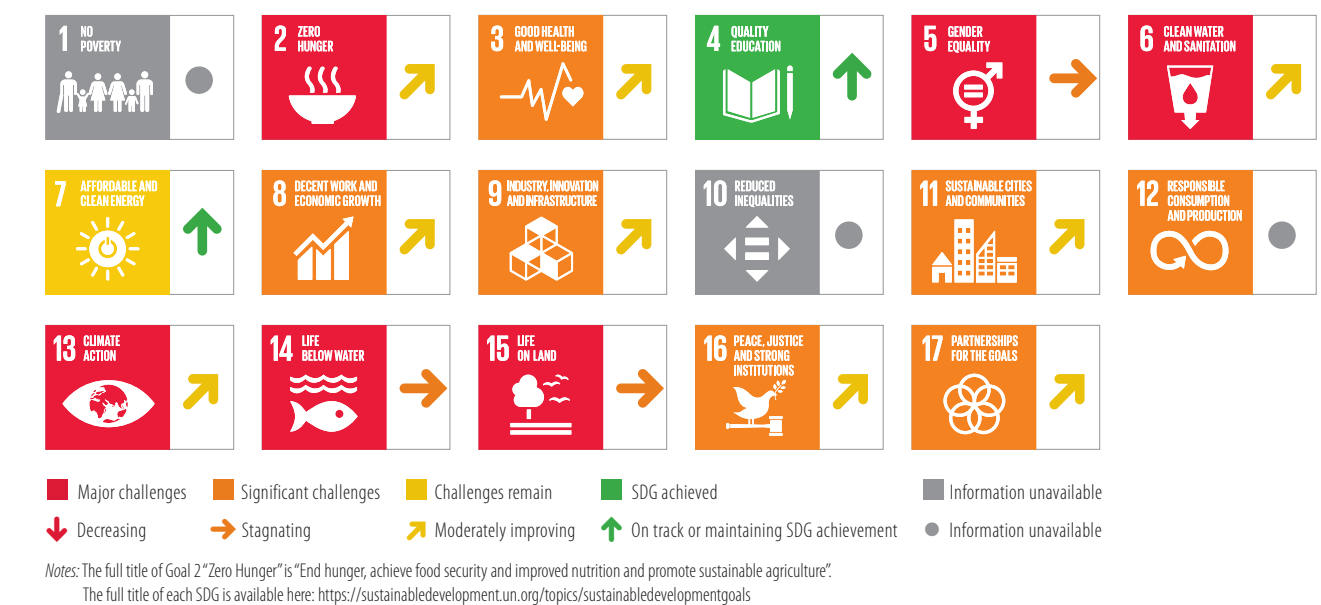 1 NO
POVERTY
2 ZERO
HUNGER
3 GOOD HEALTH
AND WELL-BEING
4 QUALITY
EDUCATION
5 GENDER
EQUALITY
6 CLEAN WATER
AND SANITATION
7 AFFORDABLE AND
CLEAN ENERGY
8 DECENT WORK AND
ECONOMIC GROWTH
9 INDUSTRY, INNOVATION
AND INFRASTRUCTURE
10 REDUCED
INEQUALITIES
11 SUSTAINABLE CITIES
AND COMMUNITIES
12 RESPONSIBLE
CONSUMPTION
AND PRODUCTION
13 CLIMATE
ACTION
14 LIFE
BELOW WATER
15 LIFE
ON LAND
16 PEACE, JUSTICE
AND STRONG
INSTITUTIONS
17 PARTNERSHIPS
FOR THE GOALS
Major challenges Significant challenges Challenges remain SDG achieved Information unavailable
Decreasing Stagnating Moderately improving On track or maintaining SDG achievement Information unavailable
Notes: The full title of Goal 2 “Zero Hunger” is “End hunger, achieve food security and improved nutrition and promote sustainable agriculture”.
The full title of each SDG is available here: https://sustainabledevelopment.un.org/topics/sustainabledevelopmentgoals